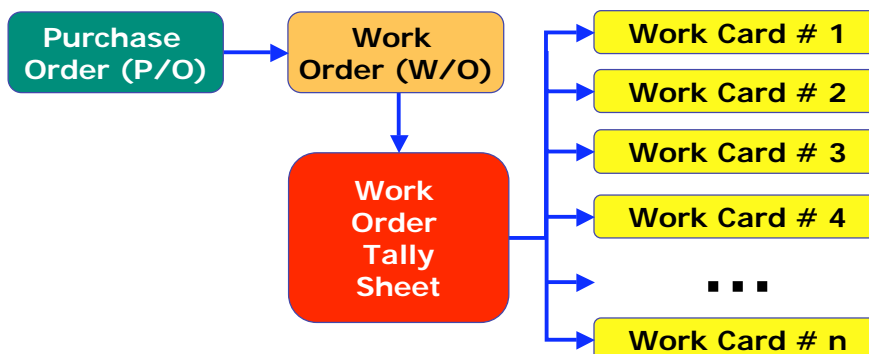 Purchase
Order (P/O)
Work
Order (W/O)
Work
Order
Tally
Sheet
Work Card # 1
Work Card # 2
Work Card # 3
Work Card # 4
...
Work Card # n